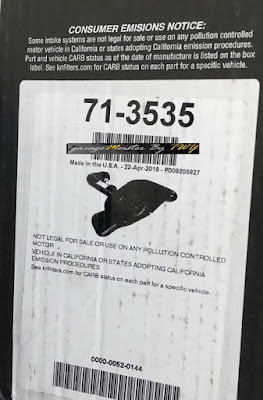 CONSUMER EMISIONS NOTICE:
Some intake systems are not legal for sale or use on any pollution controlled
motor vehicle in California or states adopting California emission procedures.
Part and vehicle CARB status as of the date of manufacture is listed on the box
label. See knfilters.com for CARB status on each part for a specific vehicle.
71-3535
garageMeister By TWY
Made in the U.S.A. - 22-Apr-2019 - P009205927
NOT LEGAL FOR SALE OR USE ON ANY POLLUTION CONTROLLED
MOTOR
VEHICLE IN CALIFORNIA OR STATES ADOPTING CALIFORNIA
EMISSION PROCEDURES
See knfilters.com for CARB status on each part for a specific vehicle
0000-0052-0144